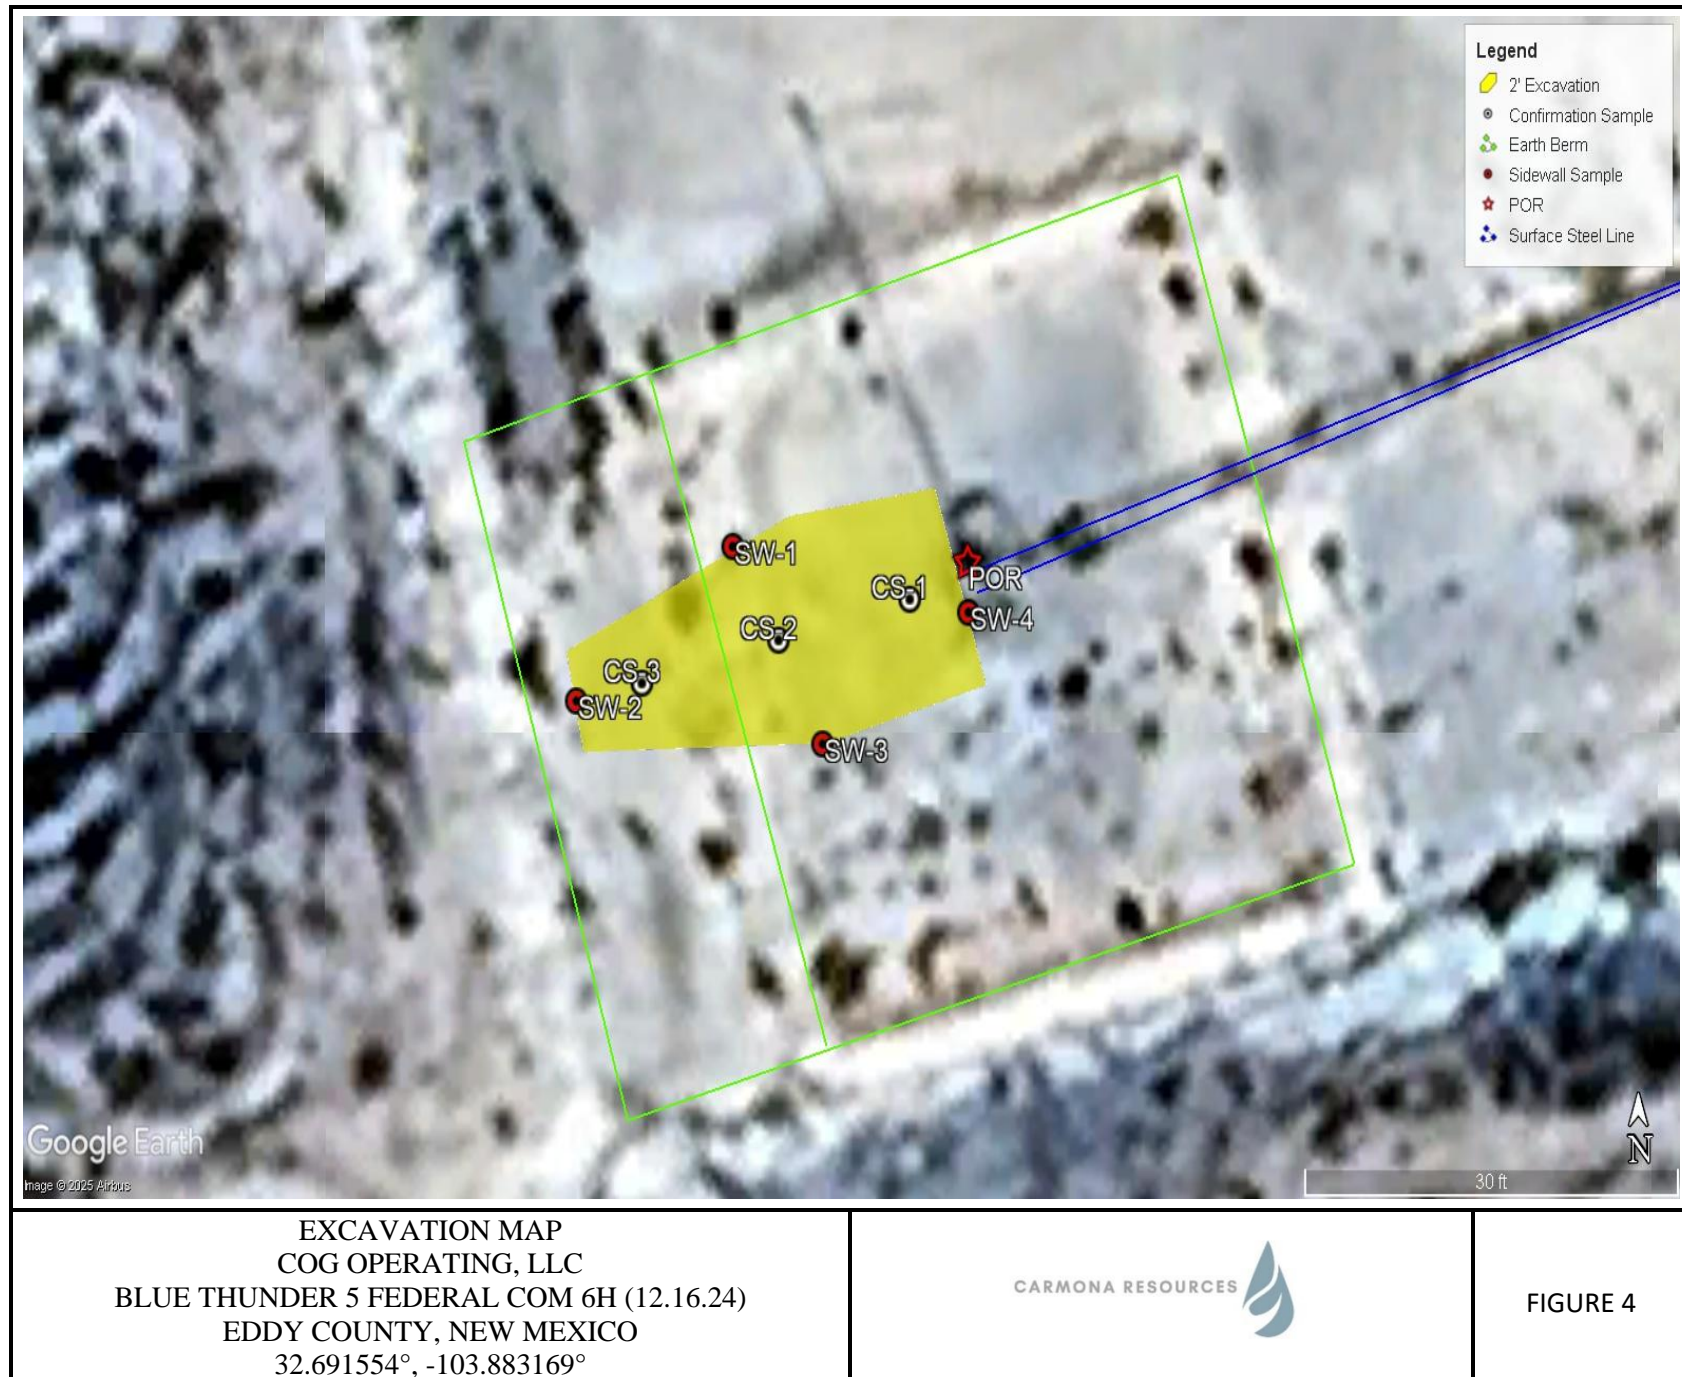 Legend
2' Excavation
Confirmation Sample
Earth Berm
Sidewall Sample
POR
Surface Steel Line
SW-1
CS-1
POR
SW-4
CS-2
CS-3
SW-2
SW-3
Google Earth
Image © 2025 Airbus
N
30 ft
EXCAVATION MAP
COG OPERATING, LLC
BLUE THUNDER 5 FEDERAL COM 6H (12.16.24)
EDDY COUNTY, NEW MEXICO
32.691554°, -103.883169°
CARMONA RESOURCES
FIGURE 4